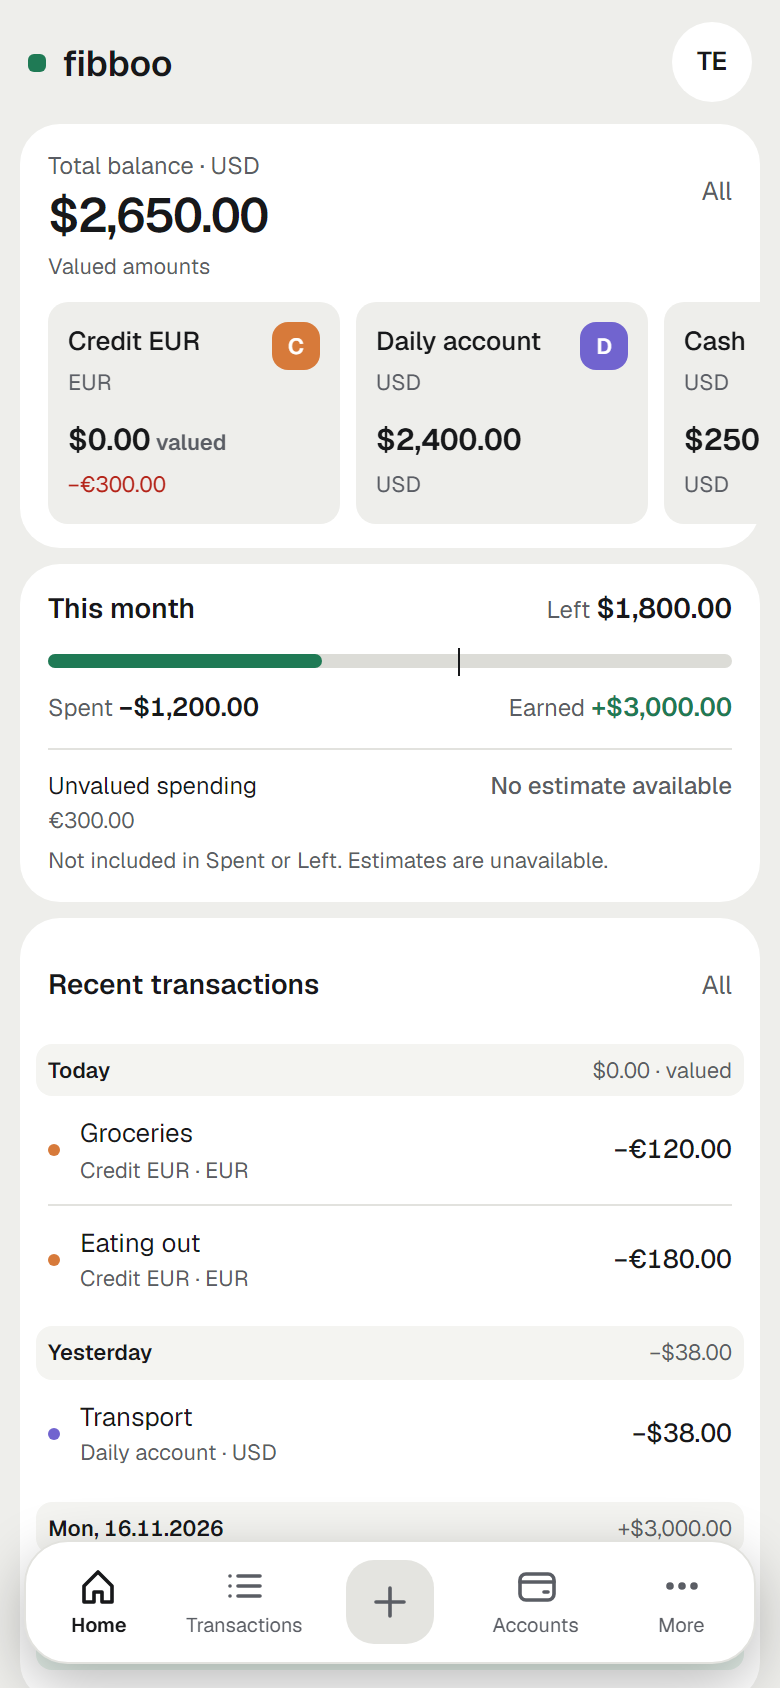 fibboo
TE
Total balance · USD
$2,650.00
All
Valued amounts
Credit EUR
C
EUR
$0.00 valued
−€300.00
Daily account
D
USD
$2,400.00
USD
Cash
USD
$250
USD
This month
Left $1,800.00
Spent −$1,200.00
Earned +$3,000.00
Unvalued spending
No estimate available
€300.00
Not included in Spent or Left. Estimates are unavailable.
Recent transactions
All
Today
$0.00 · valued
Groceries
−€120.00
Credit EUR · EUR
Eating out
−€180.00
Credit EUR · EUR
Yesterday
−$38.00
Transport
−$38.00
Daily account · USD
Mon, 16.11.2026
+$3,000.00
Home
Transactions
Accounts
More